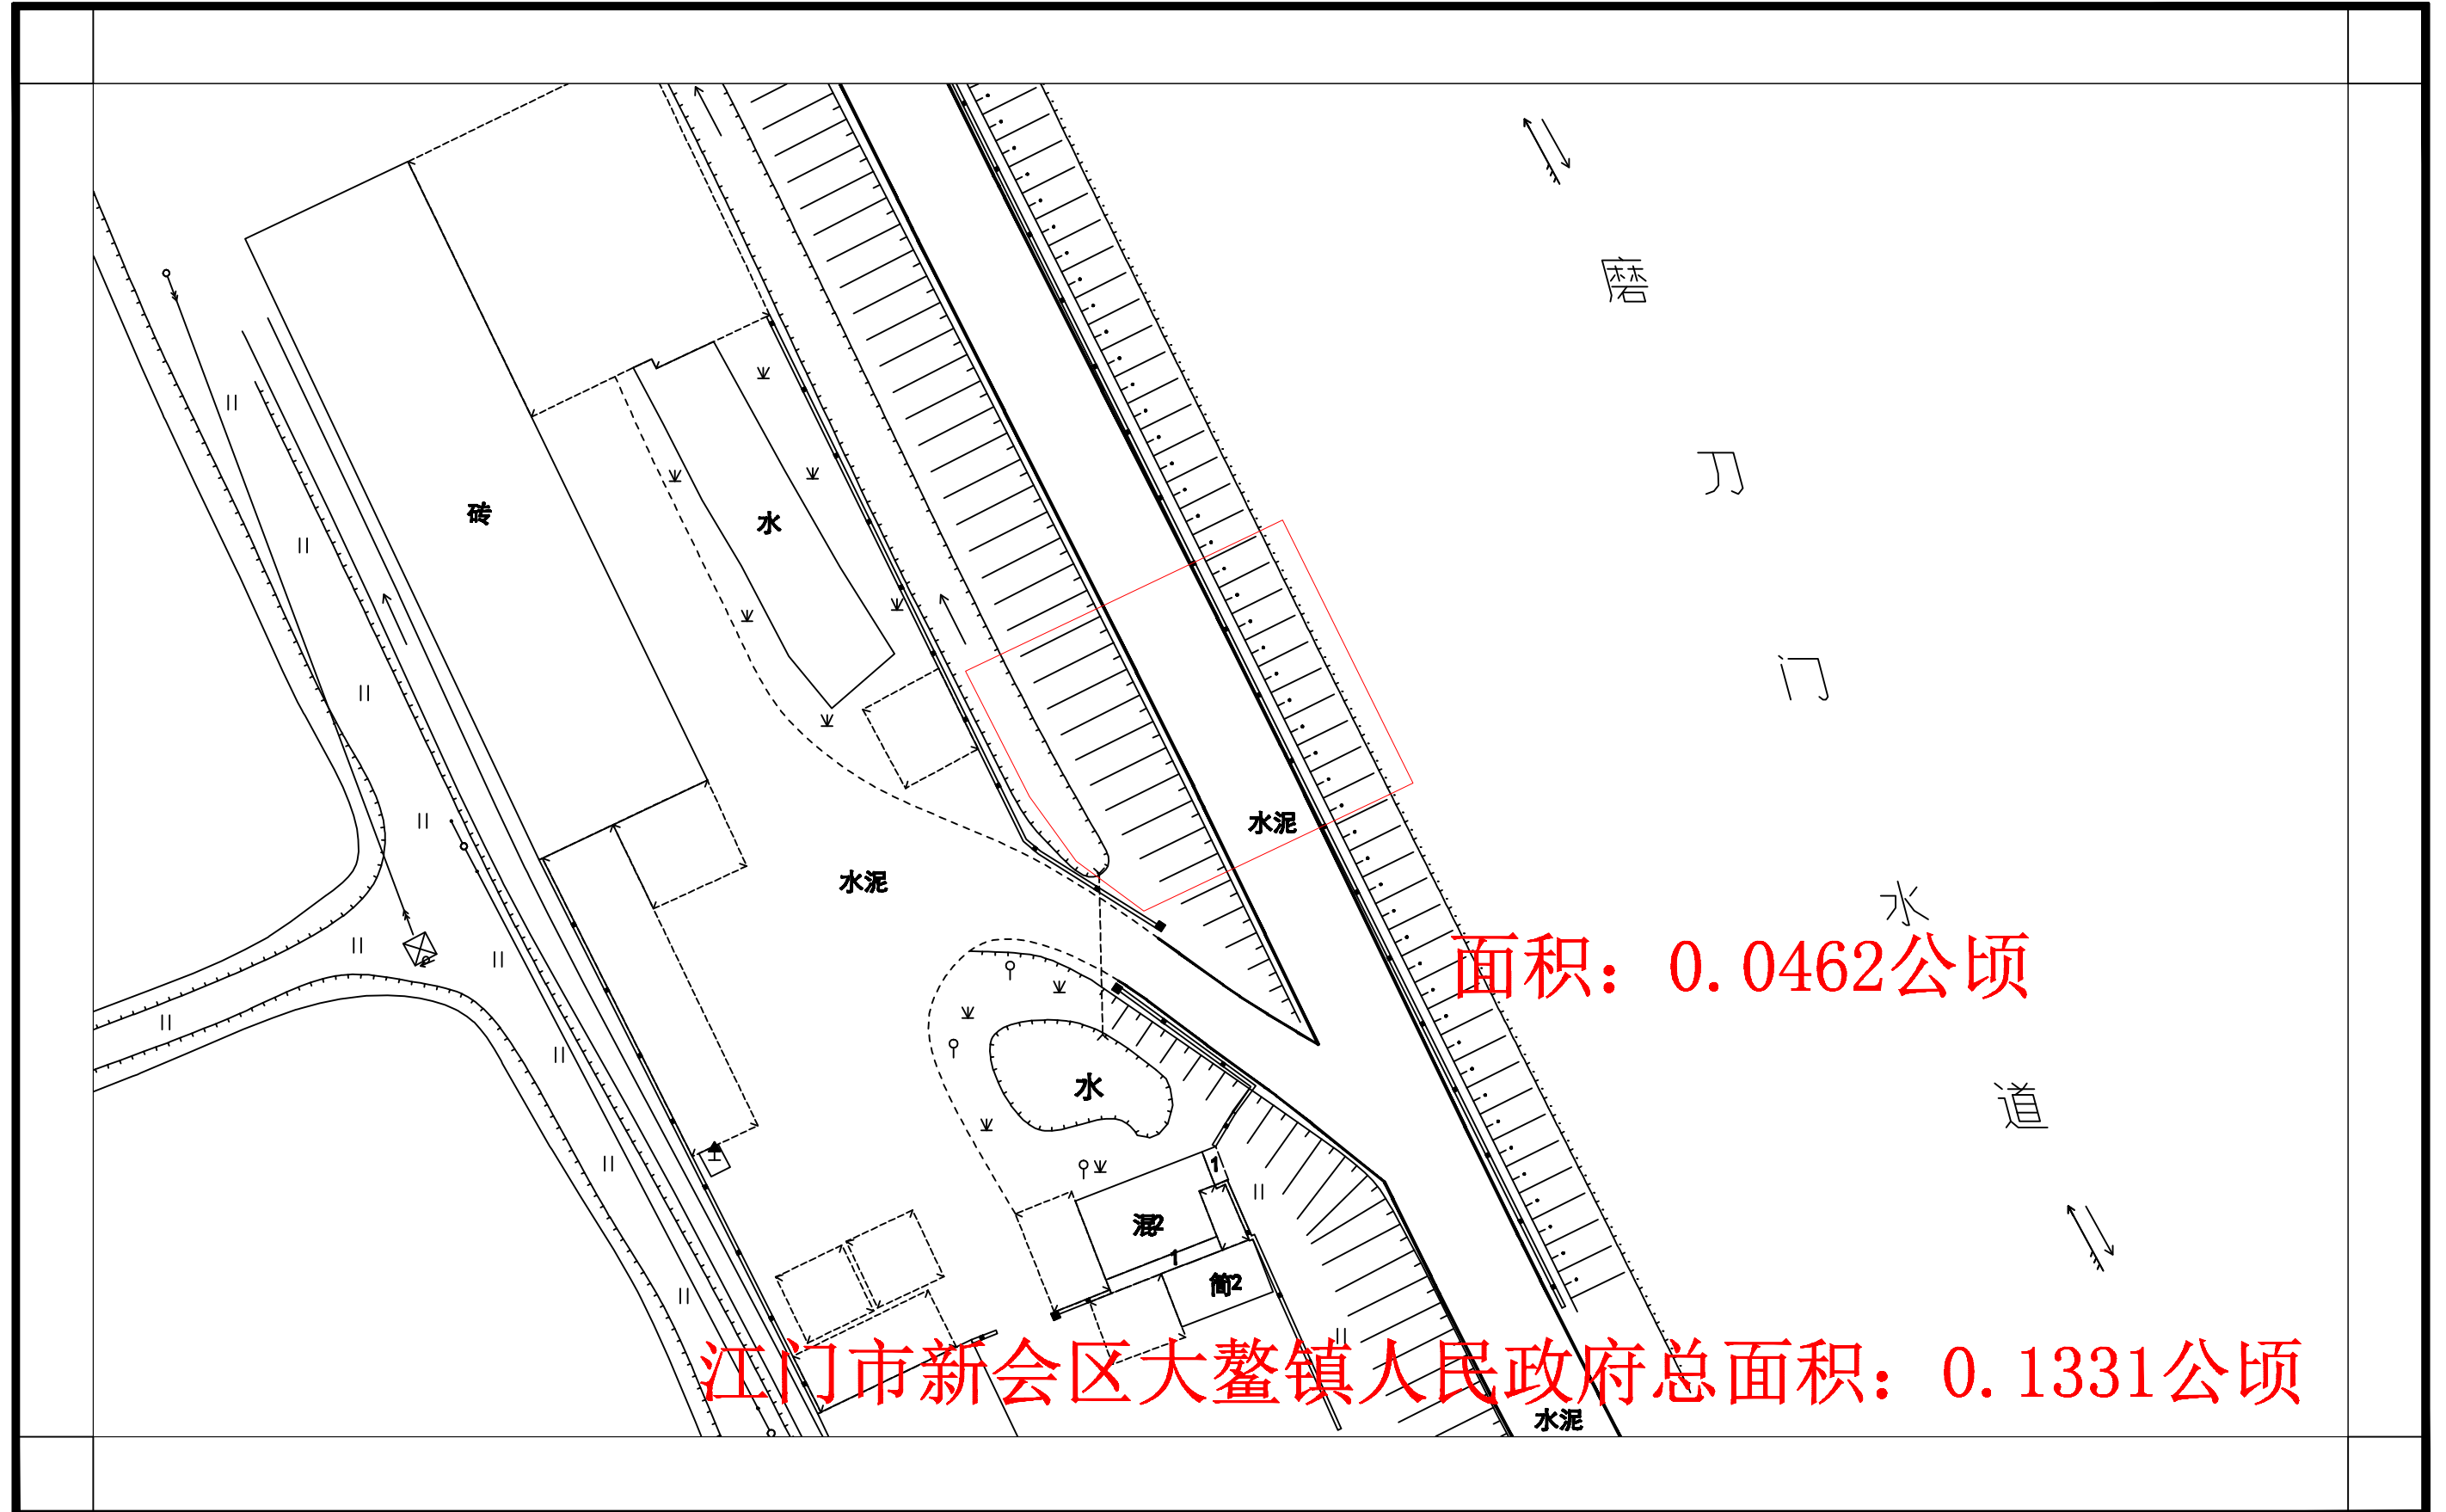 磨
刀
门
水
道
砖
水
水泥
水泥
面积：0.0462公顷
水
1
混2
1
简2
江门市新会区大鳌镇人民政府总面积：0.1331公顷
水泥